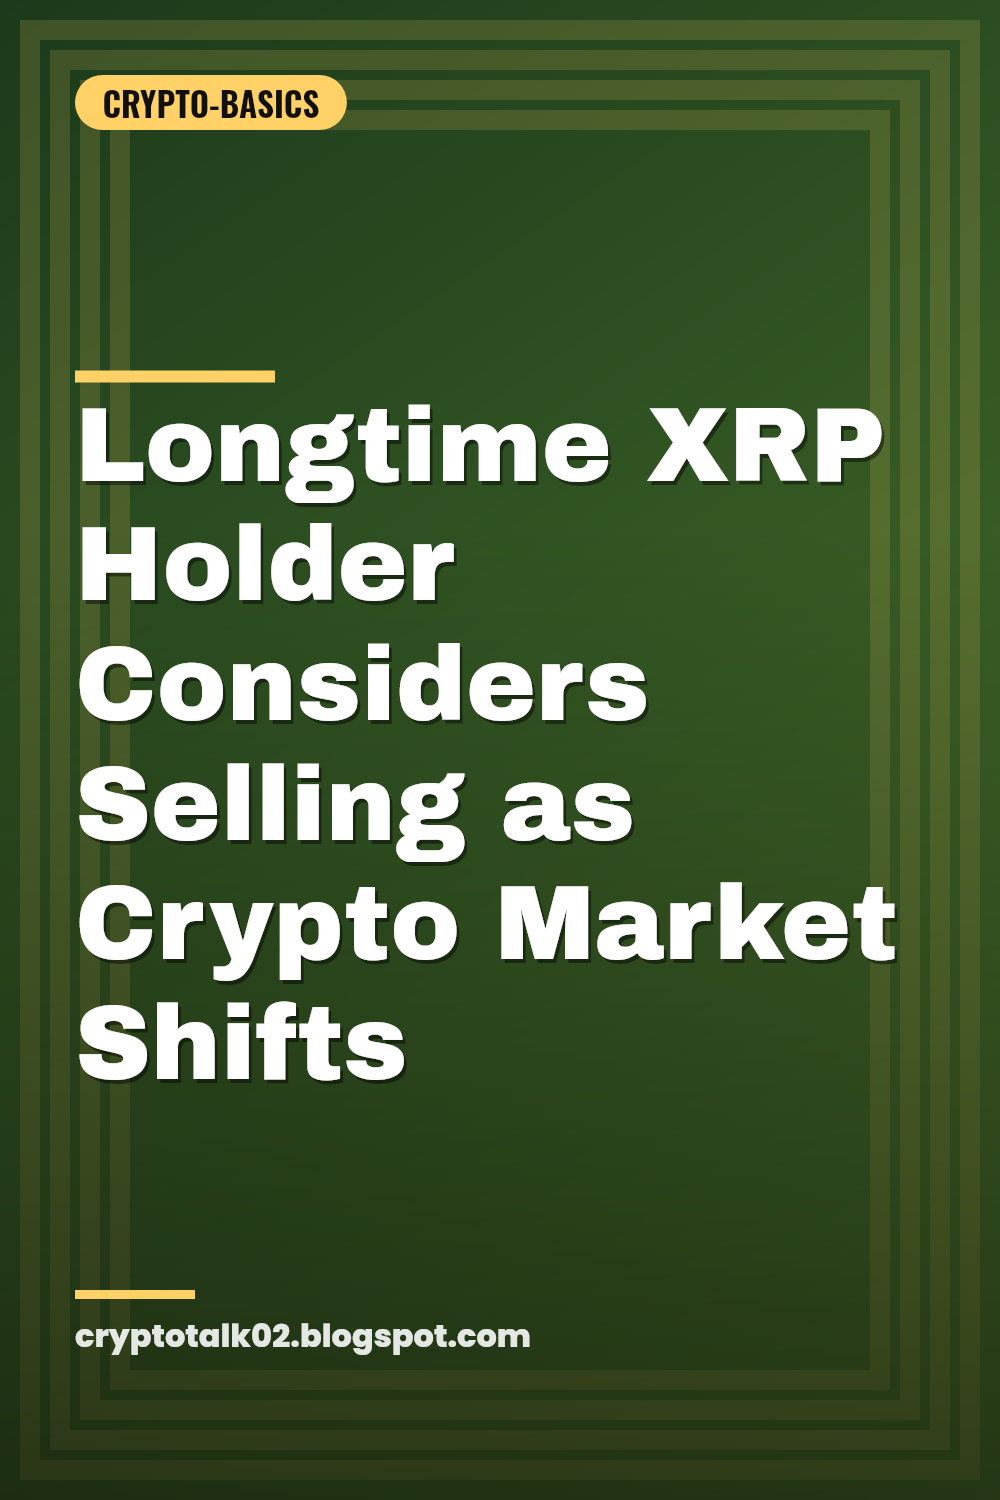 CRYPTO-BASICS
Longtime XRP
Holder
Considers
Selling as
Crypto Market
Shifts
cryptotalk02.blogspot.com